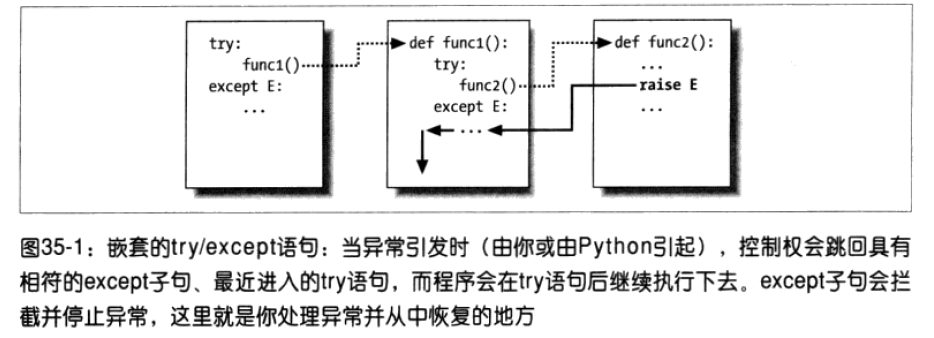 try:
func1()
except E:
...
def func1():
try:
func2()
except E:
...
def func2():
...
raise E
...
图35-1：嵌套的try/except语句：当异常引发时（由你或由Python引起），控制权会跳回具有
相符的except子句、最近进入的try语句，而程序会在try语句后继续执行下去。except子句会拦
截并停止异常，这里就是你处理异常并从中恢复的地方